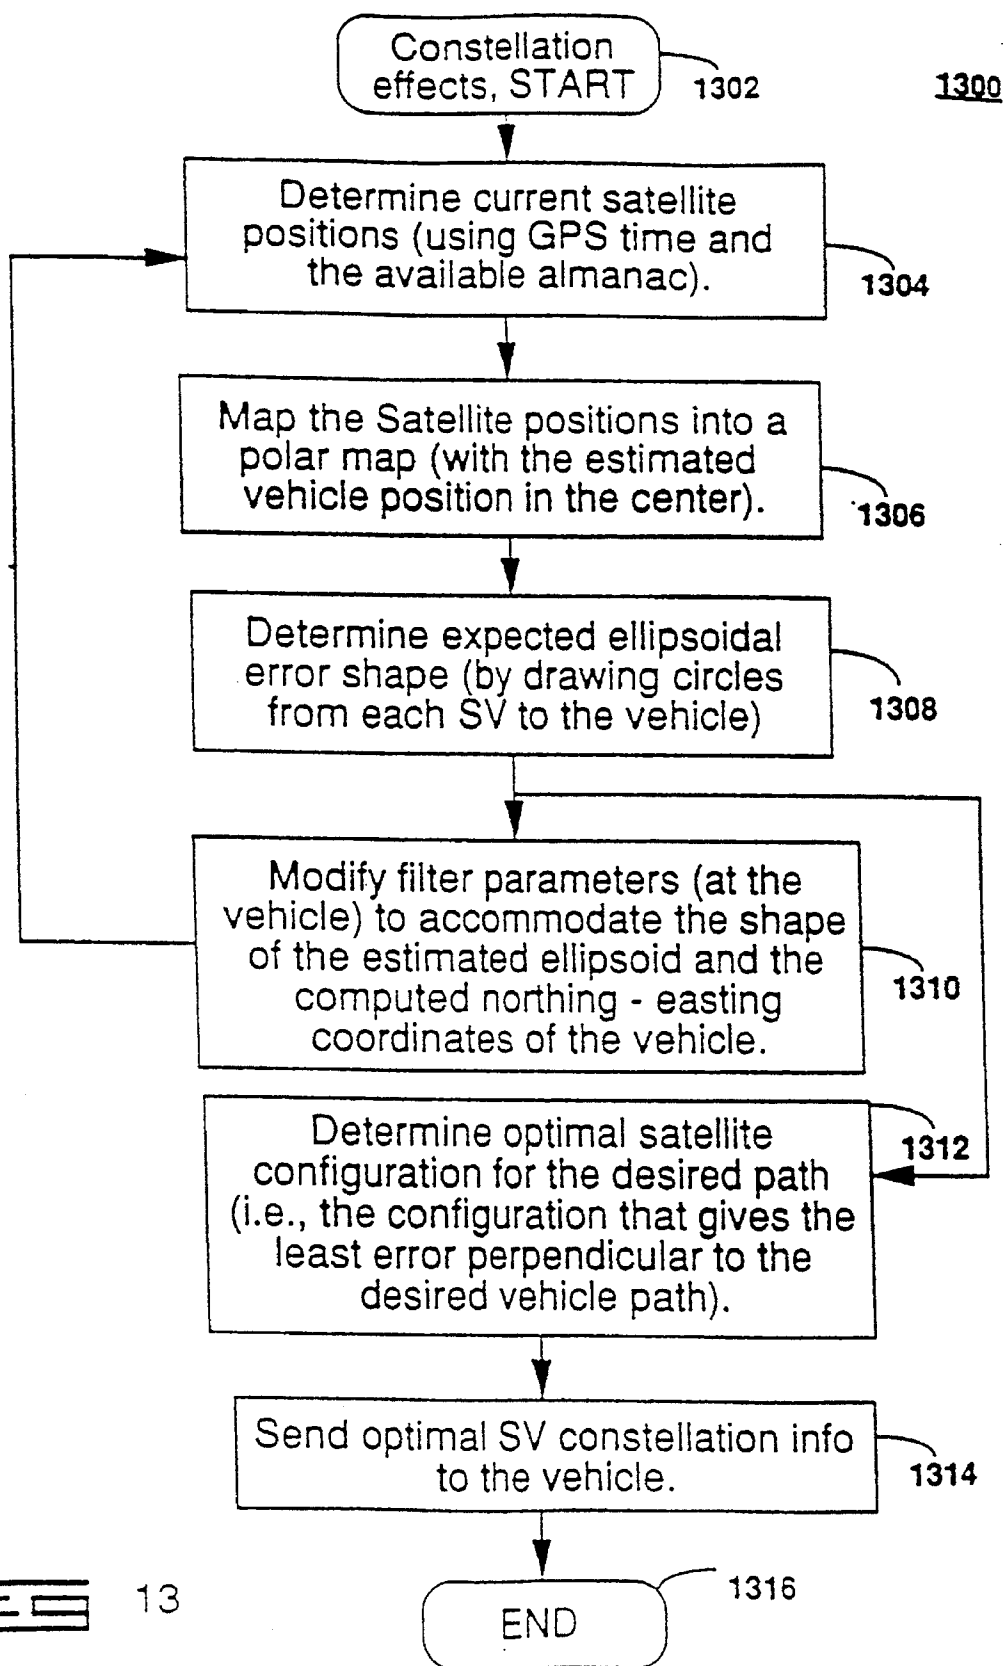 Constellation
effects, START
1302
1300
Determine current satellite
positions (using GPS time and
the available almanac).
1304
Map the Satellite positions into a
polar map (with the estimated
vehicle position in the center).
1306
Determine expected ellipsoidal
error shape (by drawing circles
from each SV to the vehicle)
1308
Modify filter parameters (at the
vehicle) to accommodate the shape
of the estimated ellipsoid and the
computed northing - easting
coordinates of the vehicle.
1310
Determine optimal satellite
configuration for the desired path
(i.e., the configuration that gives the
least error perpendicular to the
desired vehicle path).
1312
Send optimal SV constellation info
to the vehicle.
1314
END
1316
13